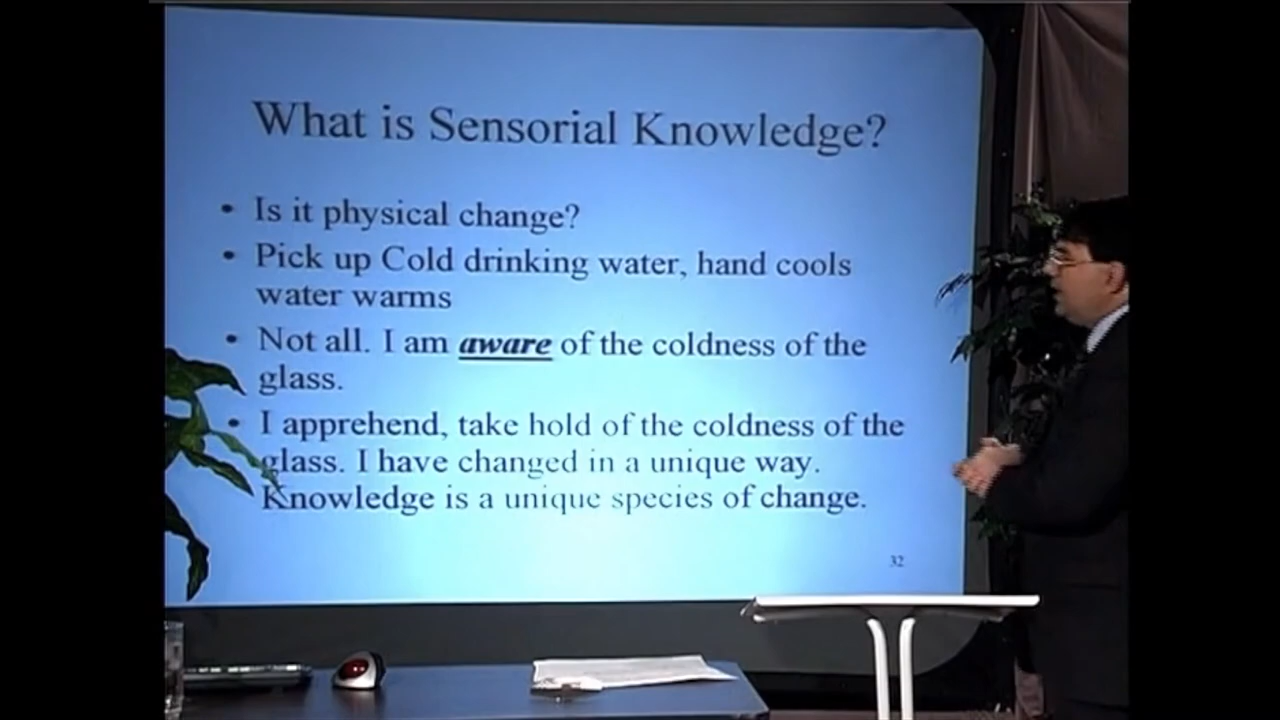 What is Sensorial Knowledge?
• Is it physical change?
• Pick up Cold drinking water, hand cools
water warms
• Not all. I am aware of the coldness of the
glass.
• I apprehend, take hold of the coldness of the
glass. I have changed in a unique way.
Knowledge is a unique species of change.
32